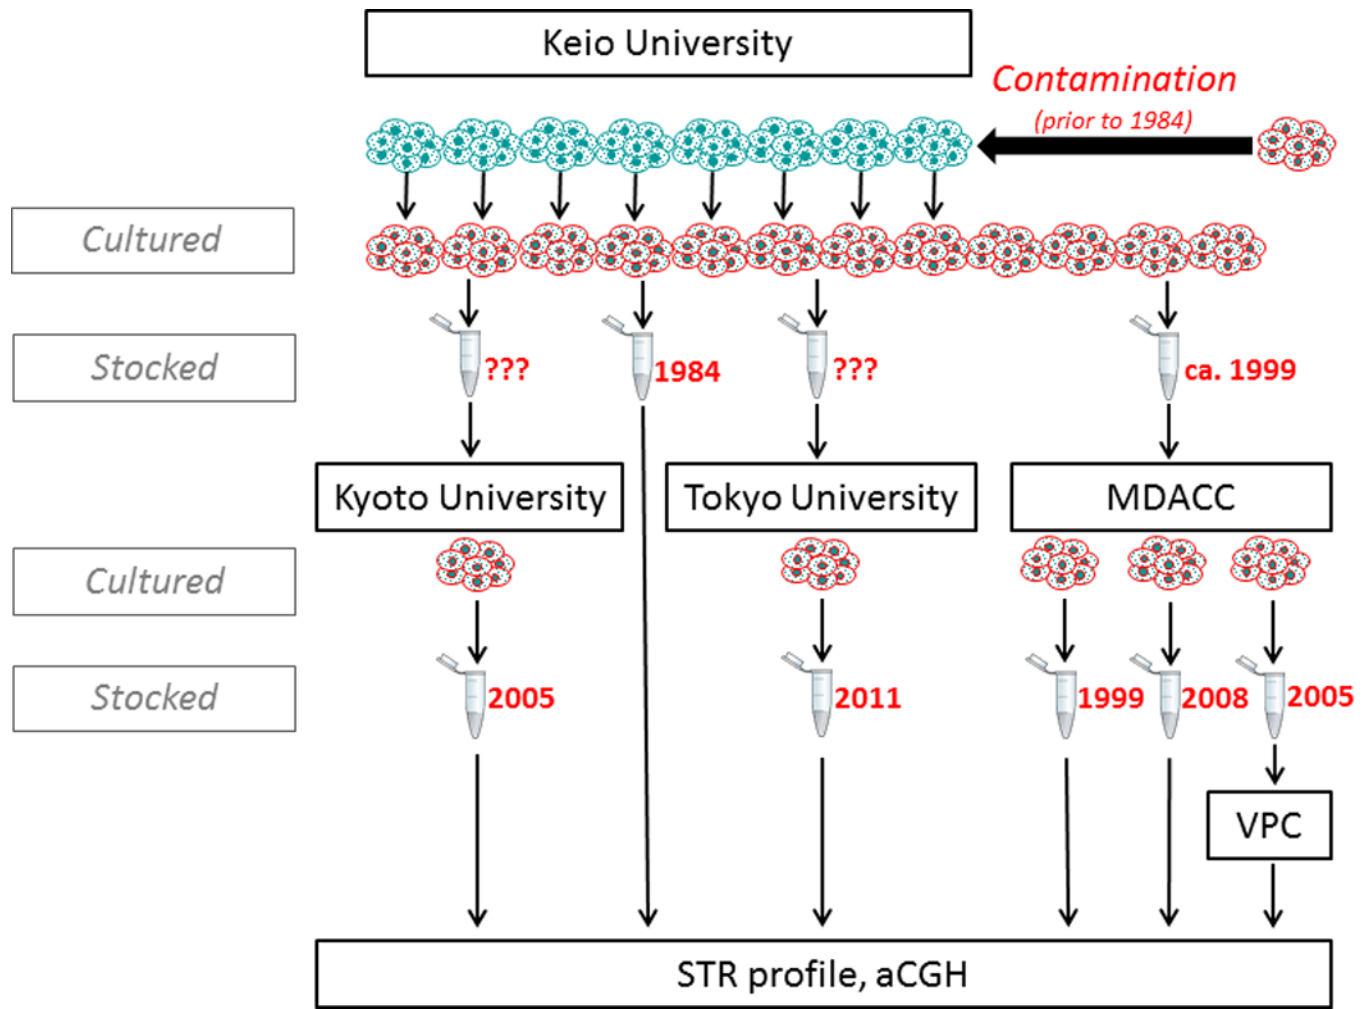 Keio University
Contamination
(prior to 1984)
Cultured
Stocked
???
1984
???
ca. 1999
Kyoto University
Tokyo University
MDACC
Cultured
Stocked
2005
2011
1999
2008
2005
VPC
STR profile, aCGH